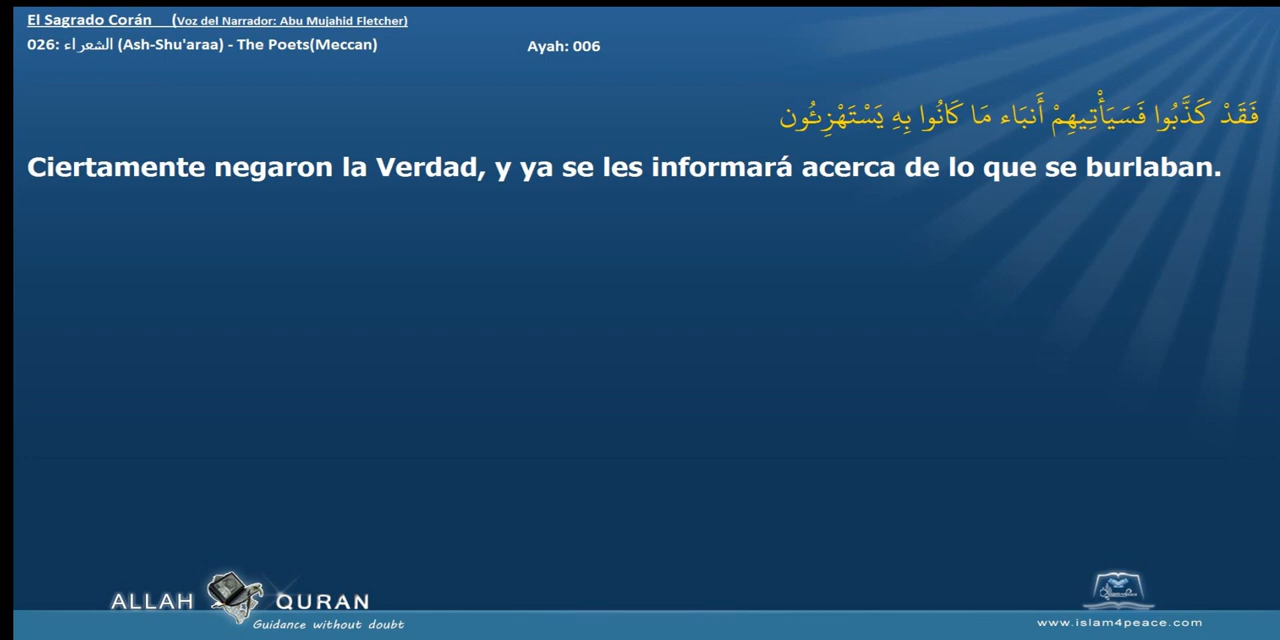 El Sagrado Corán (Voz del Narrador: Abu Mujahid Fletcher)
026: الشعراء (Ash-Shu'araa) - The Poets(Meccan) Ayah: 006
فَقَدْ كَذَّبُوا فَسَيَأْتِيهِمْ أَنبَاء مَا كَانُوا بِهِ يَسْتَهْزِئُون
Ciertamente negaron la Verdad, y ya se les informará acerca de lo que se burlaban.
ALLAH QURAN
Guidance without doubt
www.islam4peace.com